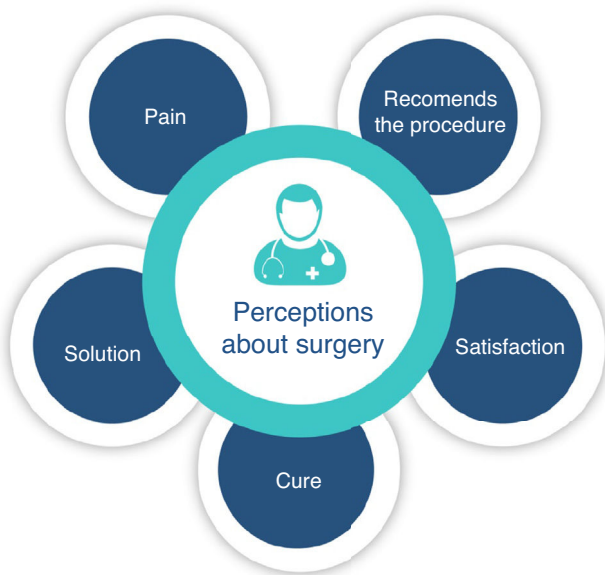 Pain
Recomends
the procedure
Perceptions
about surgery
Solution
Satisfaction
Cure